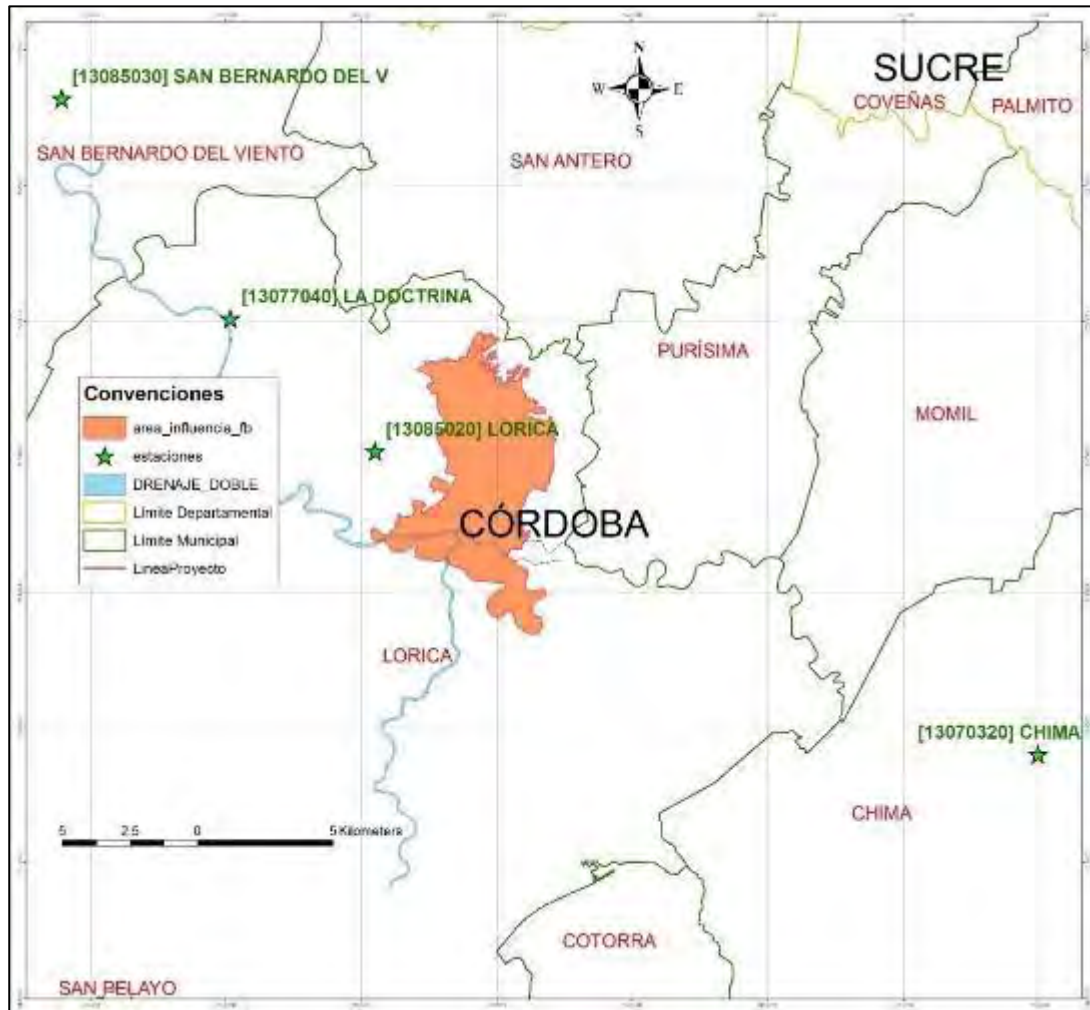 SUCRE
[13085030] SAN BERNARDO DEL V
N
W E
S
COVEÑAS
PALMITO
SAN BERNARDO DEL VIENTO
SAN ANTERO
[13077040] LA DOCTRINA
PURÍSIMA
MOMIL
Convenciones
area_influencia_fb
estaciones
DRENAJE_DOBLE
Límite Departamental
Límite Municipal
LineaProyecto
[13085020] LORICA
CÓRDOBA
LORICA
[13070320] CHIMA
CHIMA
5 2.5 0 5 Kilometers
COTORRA
SAN PELAYO